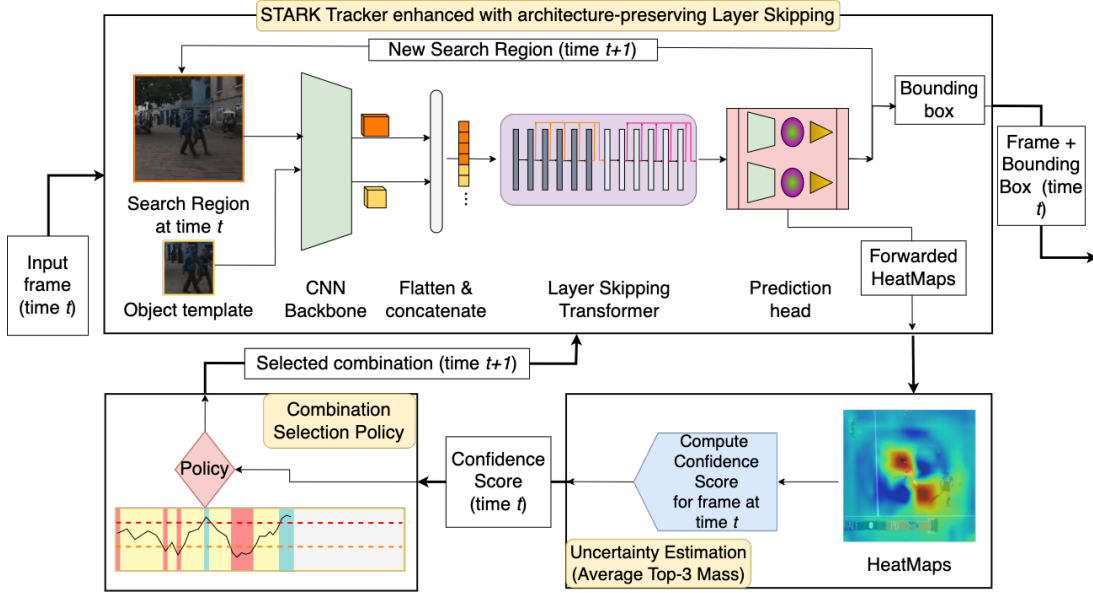 STARK Tracker enhanced with architecture-preserving Layer Skipping
New Search Region (time t+1)
Bounding
box
Frame +
Bounding
Box (time
t)
Search Region
at time t
Input
frame
(time t)
Object template
CNN
Backbone
Flatten &
concatenate
Layer Skipping
Transformer
Prediction
head
Forwarded
HeatMaps
Selected combination (time t+1)
Combination
Selection Policy
Policy
Confidence
Score
(time t)
Compute
Confidence
Score
for frame at
time t
Uncertainty Estimation
(Average Top-3 Mass)
HeatMaps